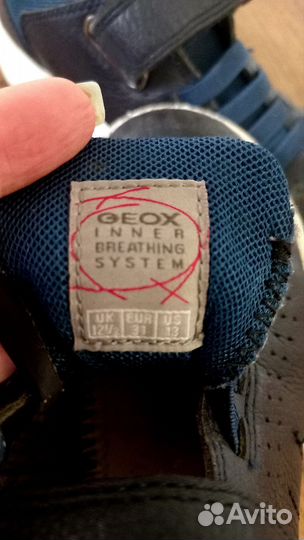 GEOX
INNER
BREATHING
SYSTEM
UK EUR US
12½ 31 13
Avito